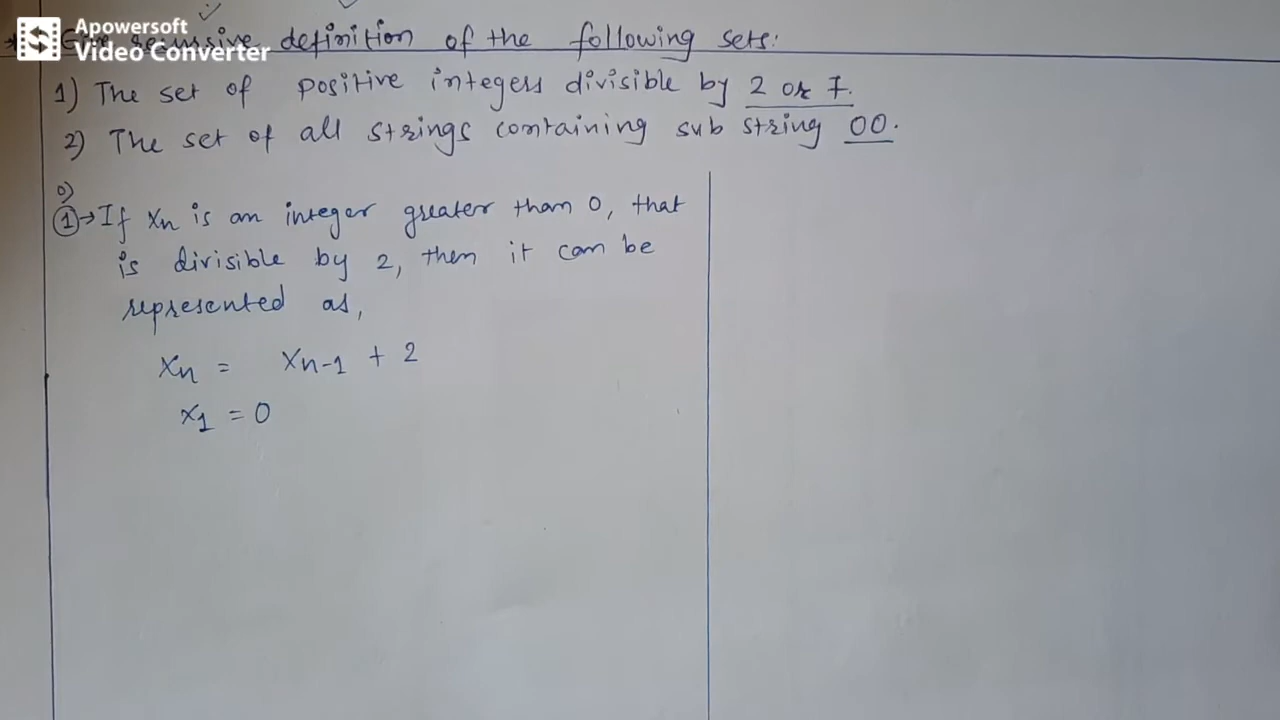 Apowersoft
Video Converter
definition of the following sets:
1) The set of positive integers divisible by 2 or 7.
2) The set of all strings containing sub string 00.
0)
1 → If xn is an integer greater than 0, that
is divisible by 2, then it can be
represented as,
xn = xn-1 + 2
x1 = 0